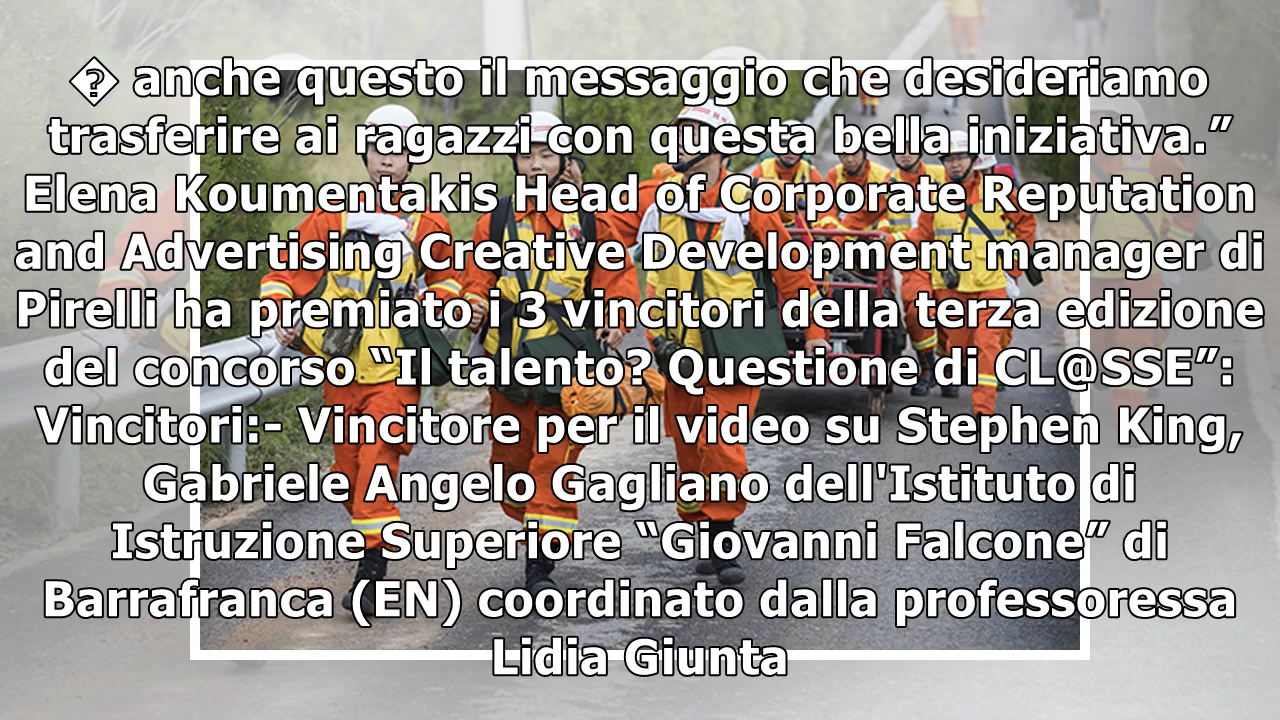 � anche questo il messaggio che desideriamo
trasferire ai ragazzi con questa bella iniziativa.”
Elena Koumentakis Head of Corporate Reputation
and Advertising Creative Development manager di
Pirelli ha premiato i 3 vincitori della terza edizione
del concorso “Il talento? Questione di CL@SSE”:
Vincitori:- Vincitore per il video su Stephen King,
Gabriele Angelo Gagliano dell'Istituto di
Istruzione Superiore “Giovanni Falcone” di
Barrafranca (EN) coordinato dalla professoressa
Lidia Giunta